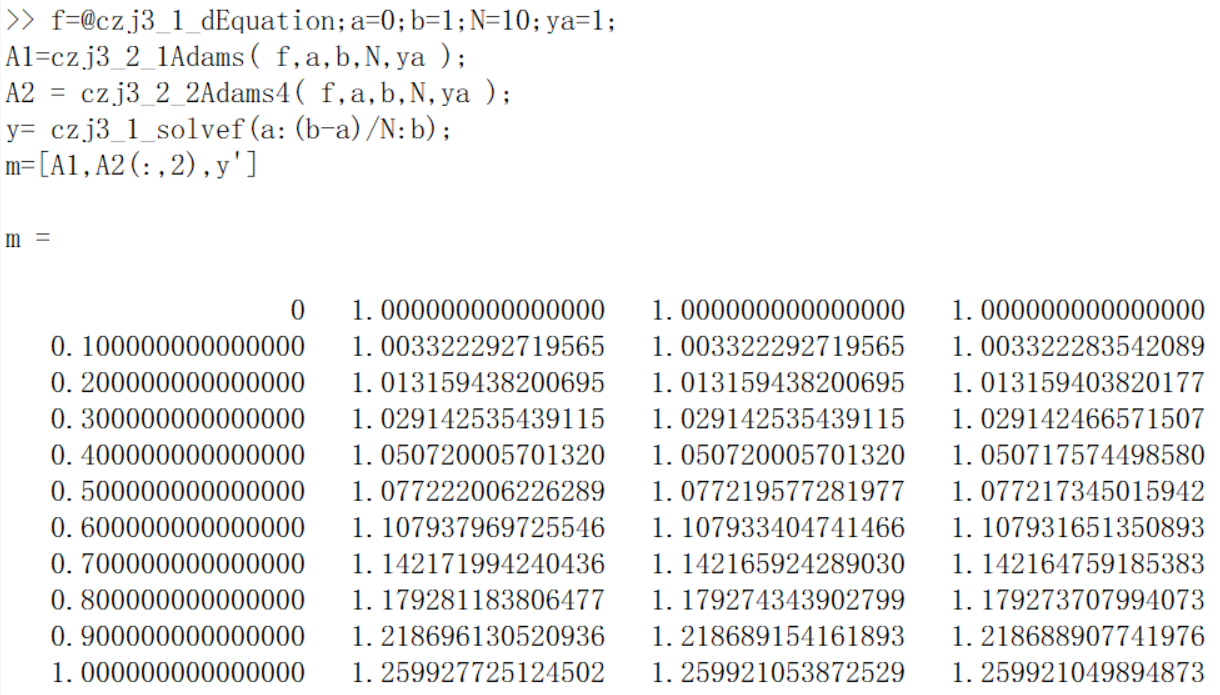 >> f=@czj3_1_dEquation;a=0;b=1;N=10;ya=1;
A1=czj3_2_1Adams( f,a,b,N,ya );
A2 = czj3_2_2Adams4( f,a,b,N,ya );
y= czj3_1_solvef(a:(b-a)/N:b);
m=[A1,A2(:,2),y']
m =
0 1.000000000000000 1.000000000000000 1.000000000000000
0.100000000000000 1.003322292719565 1.003322292719565 1.003322283542089
0.200000000000000 1.013159438200695 1.013159438200695 1.013159403820177
0.300000000000000 1.029142535439115 1.029142535439115 1.029142466571507
0.400000000000000 1.050720005701320 1.050720005701320 1.050717574498580
0.500000000000000 1.077222006226289 1.077219577281977 1.077217345015942
0.600000000000000 1.107937969725546 1.107933404741466 1.107931651350893
0.700000000000000 1.142171994240436 1.142165924289030 1.142164759185383
0.800000000000000 1.179281183806477 1.179274343902799 1.179273707994073
0.900000000000000 1.218696130520936 1.218689154161893 1.218688907741976
1.000000000000000 1.259927725124502 1.259921053872529 1.259921049894873